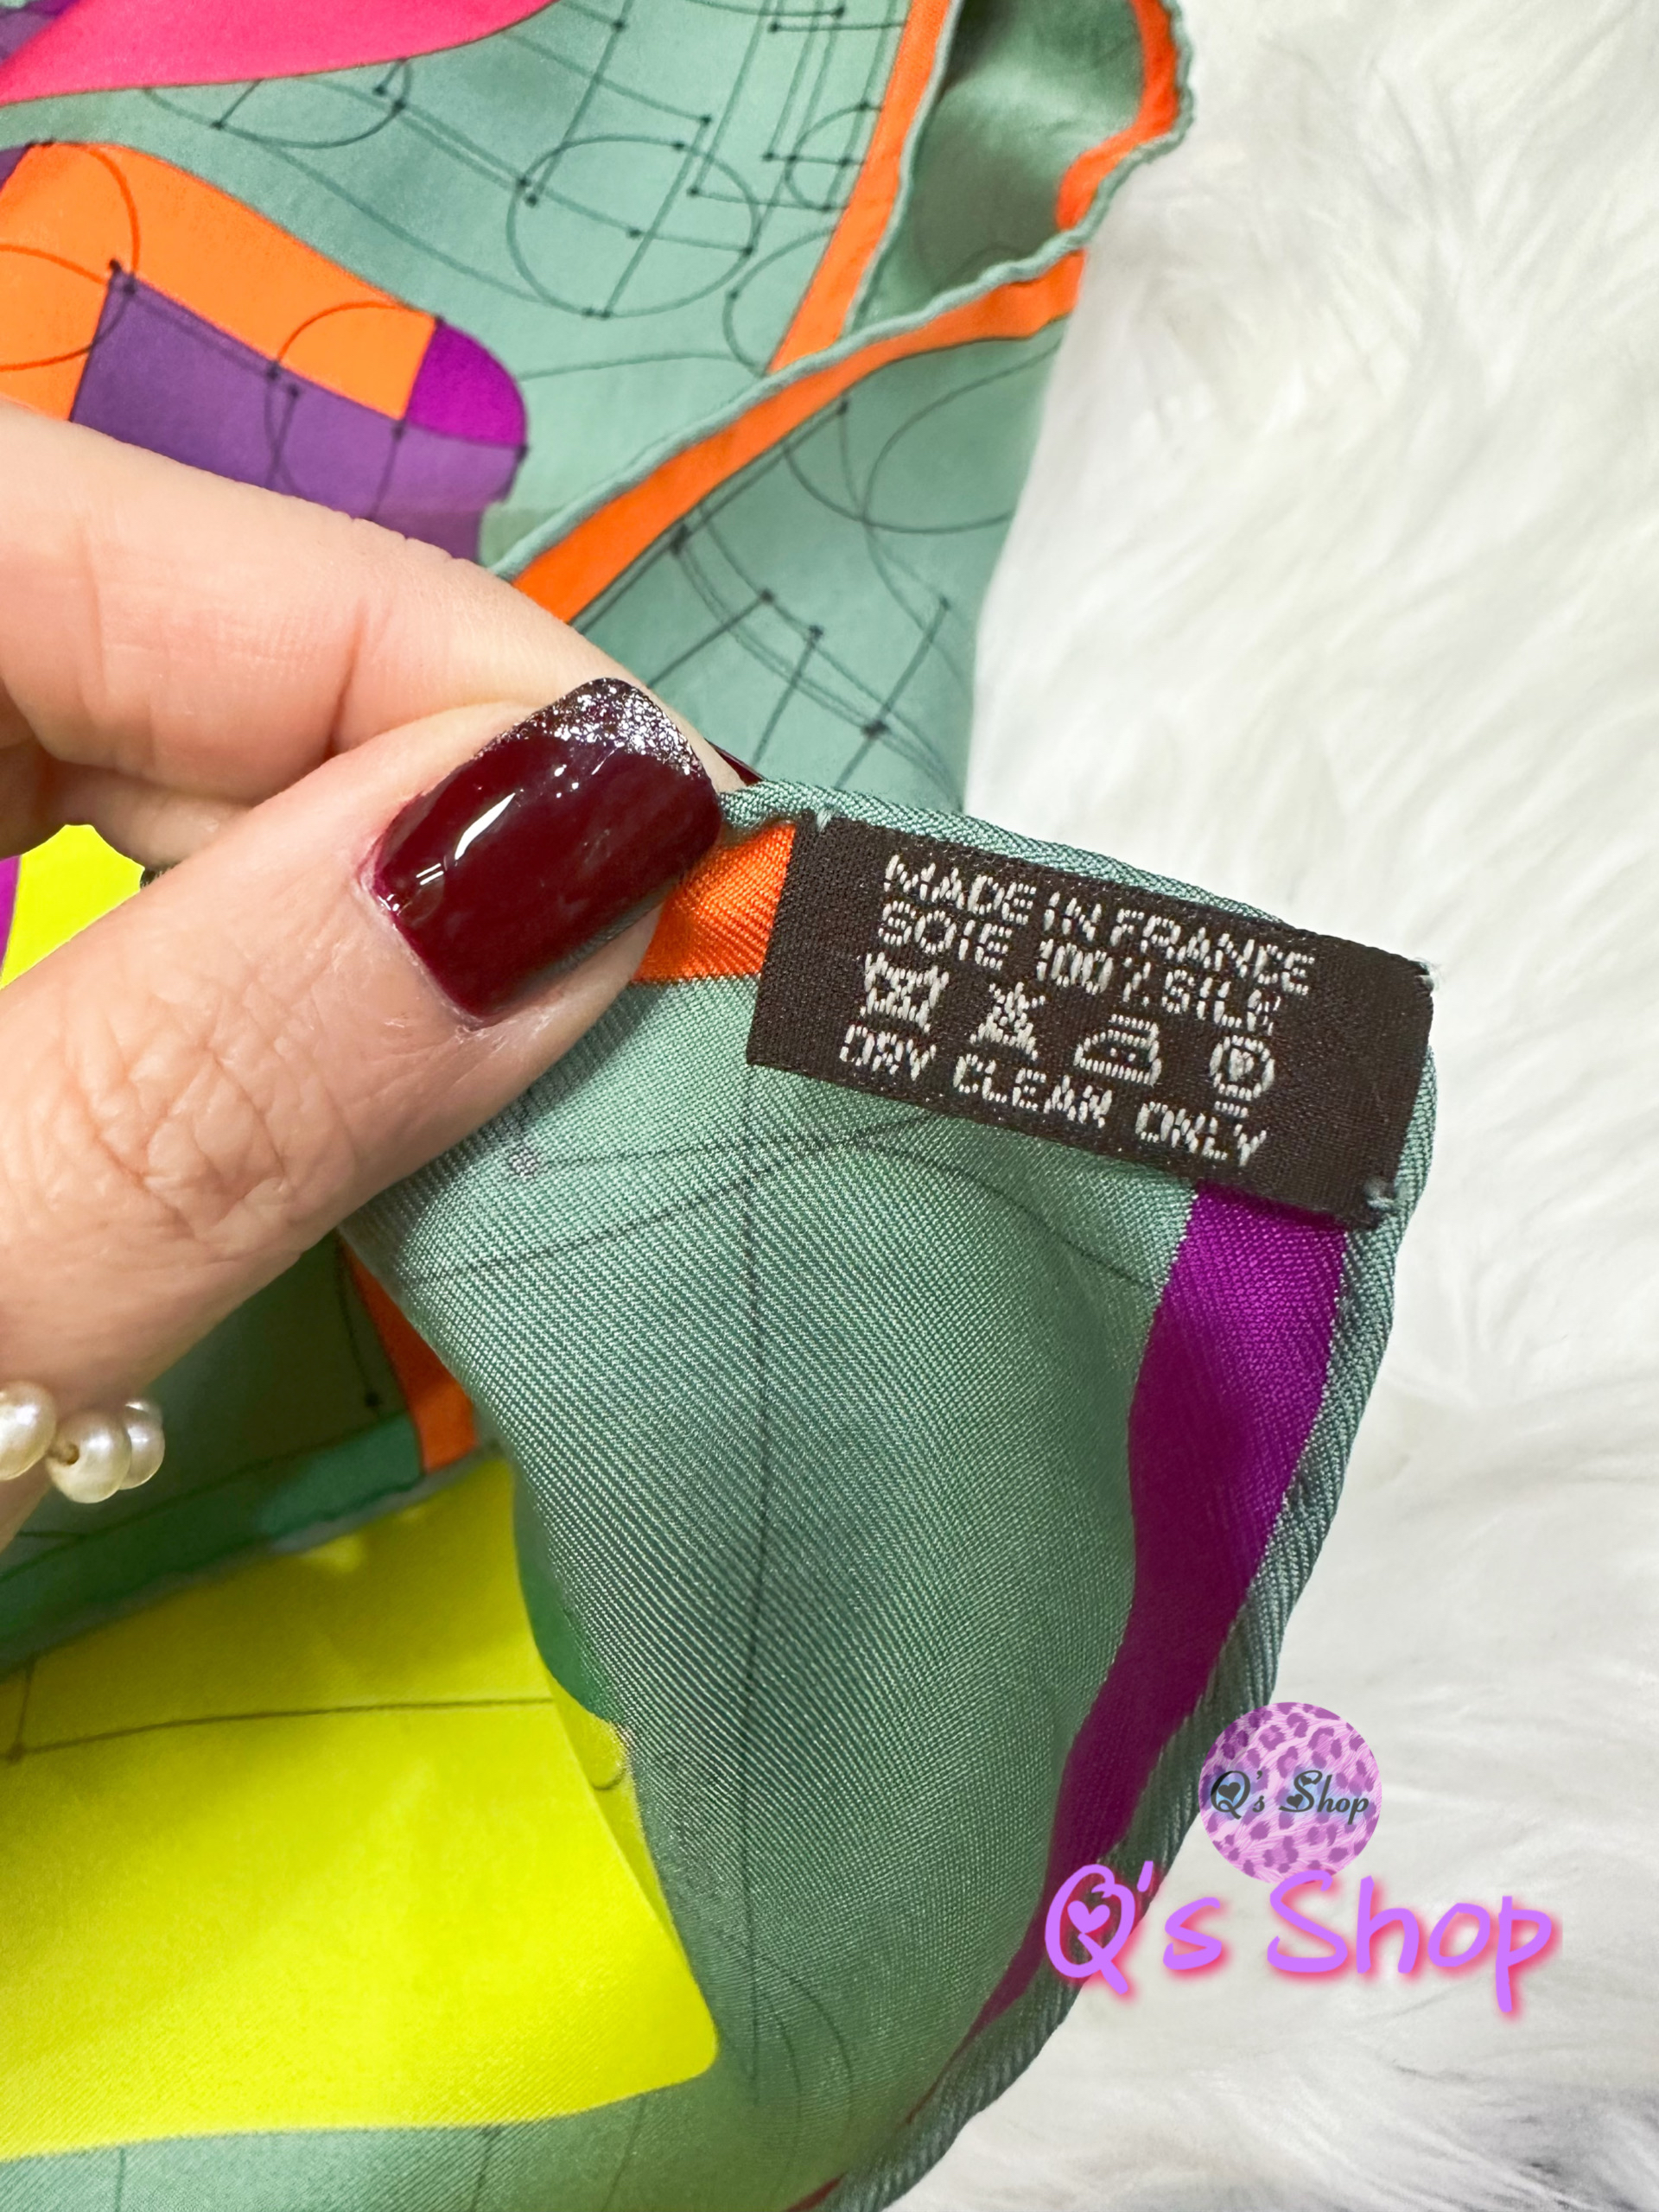 MADE IN FRANCE
SOIE 100% SILK
DRY CLEAN ONLY
Q's Shop
Q's Shop